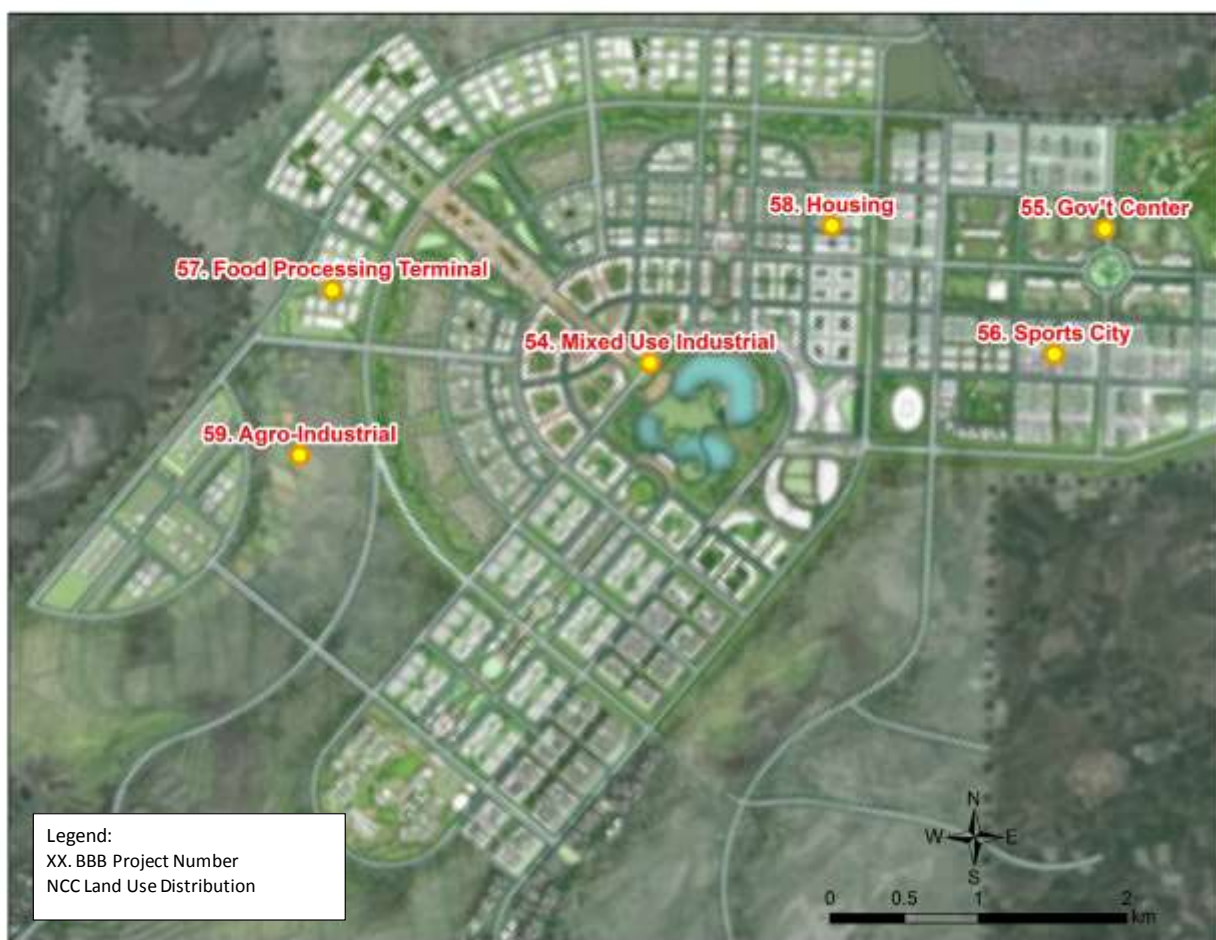 58. Housing
55. Gov't Center
57. Food Processing Terminal
54. Mixed Use Industrial
56. Sports City
59. Agro-Industrial
Legend:
XX. BBB Project Number
NCC Land Use Distribution
N
W E
S
0 0.5 1 2
km